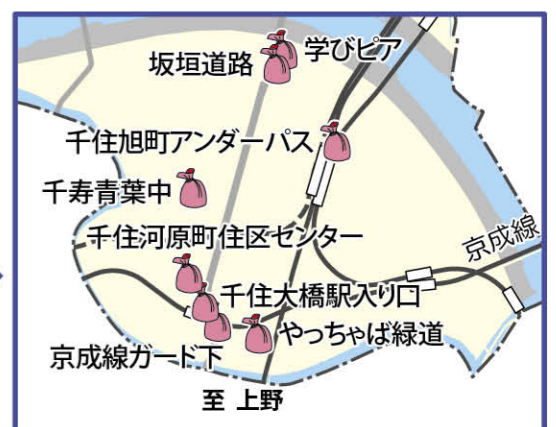 学びピア
坂垣道路
千住旭町アンダーパス
千寿青葉中
千住河原町住区センター
京成線
千住大橋駅入り口
やっちゃば緑道
京成線ガード下
至 上野